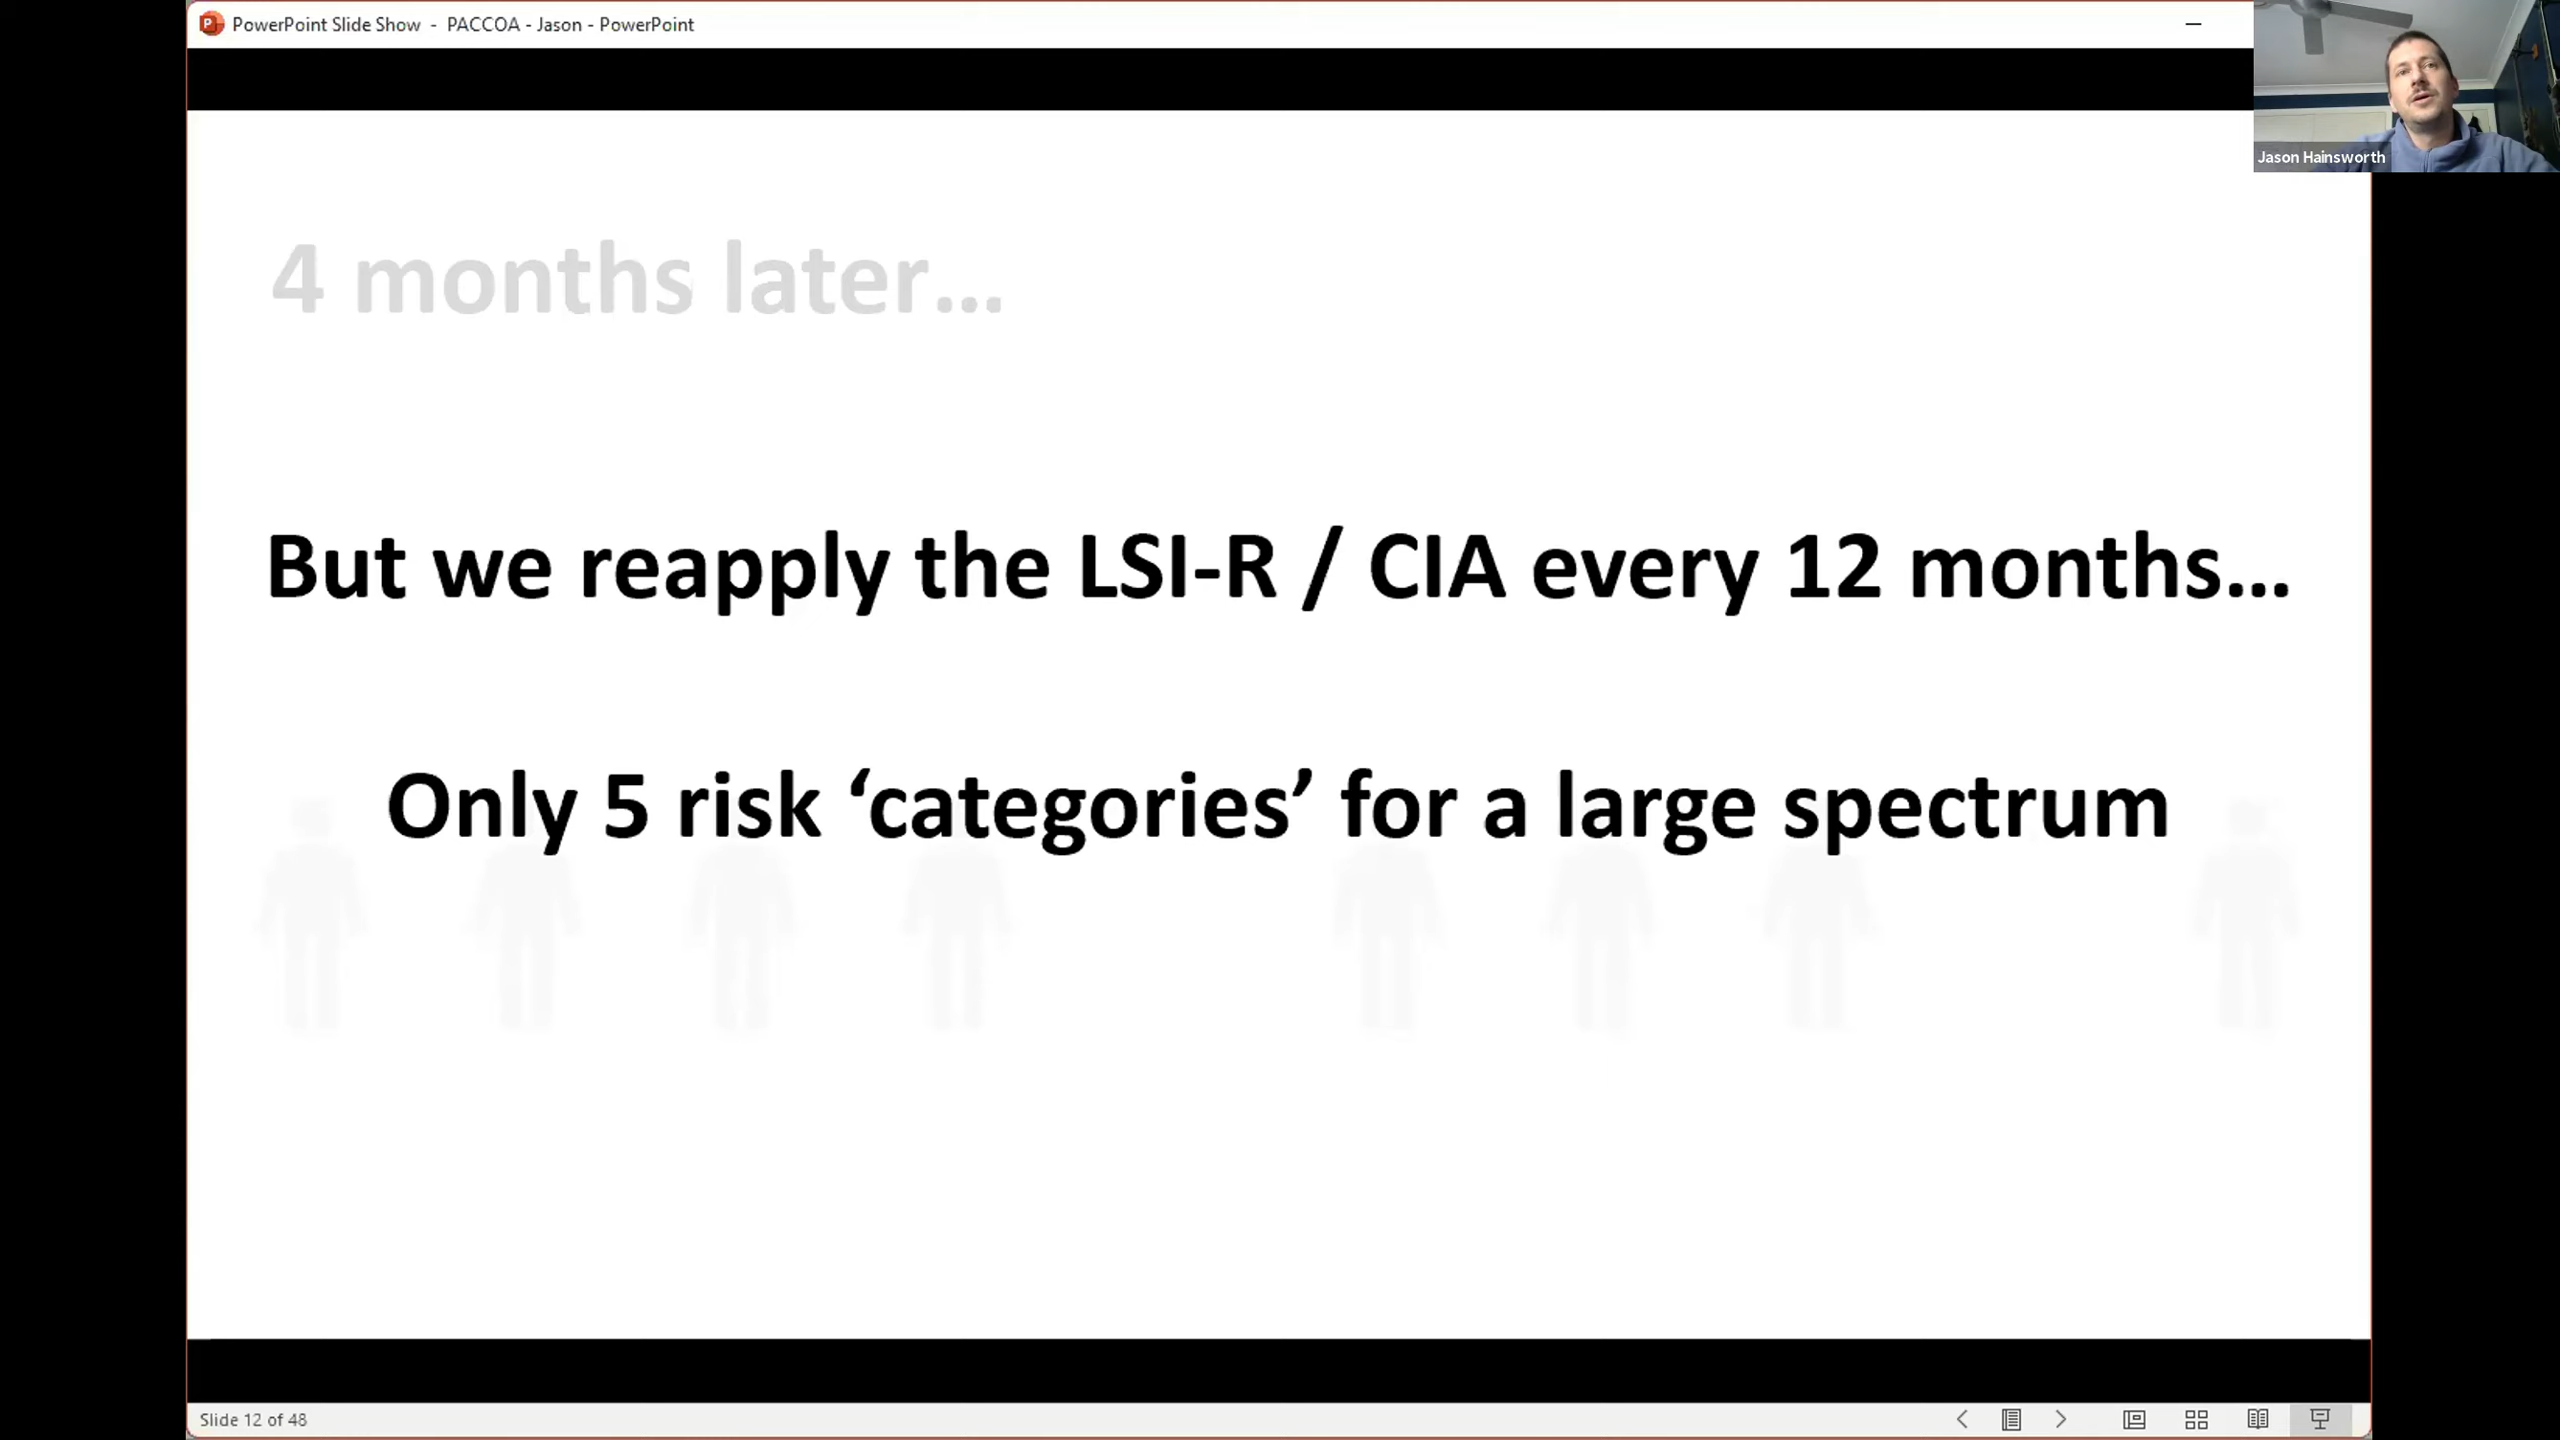 PowerPoint Slide Show - PACCOA - Jason - PowerPoint
Jason Hainsworth
4 months later...
But we reapply the LSI-R / CIA every 12 months...
Only 5 risk ‘categories’ for a large spectrum
Slide 12 of 48